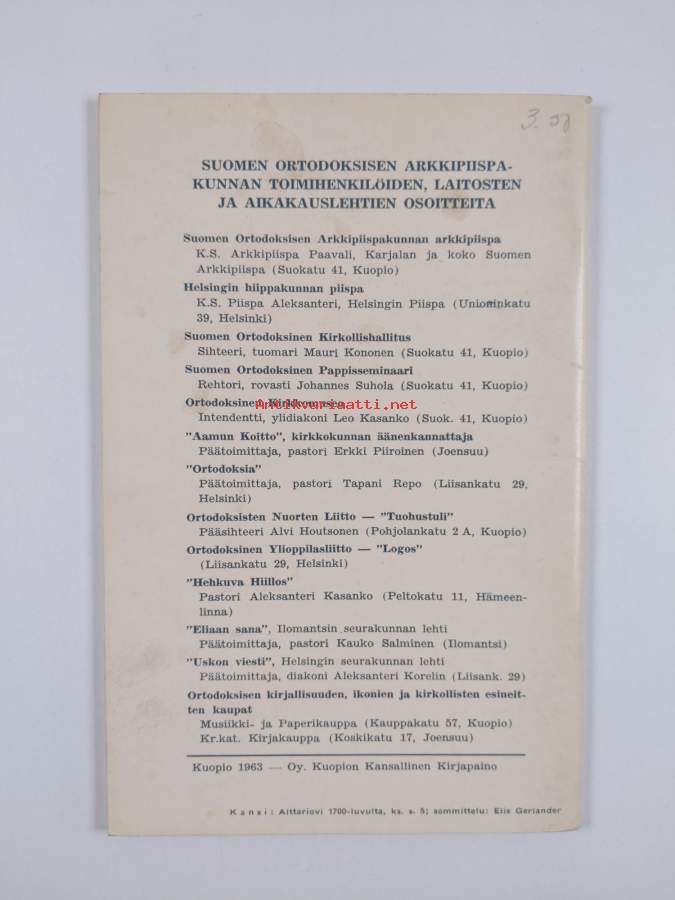 3.50
SUOMEN ORTODOKSISEN ARKKIPIISPA-
KUNNAN TOIMIHENKILÖIDEN, LAITOSTEN
JA AIKAKAUSLEHTIEN OSOITTEITA
Suomen Ortodoksisen Arkkipiispakunnan arkkipiispa
K.S. Arkkipiispa Paavali, Karjalan ja koko Suomen
Arkkipiispa (Suokatu 41, Kuopio)
Helsingin hiippakunnan piispa
K.S. Piispa Aleksanteri, Helsingin Piispa (Unioninkatu
39, Helsinki)
Suomen Ortodoksinen Kirkollishallitus
Sihteeri, tuomari Mauri Kononen (Suokatu 41, Kuopio)
Suomen Ortodoksinen Pappisseminaari
Rehtori, rovasti Johannes Suhola (Suokatu 41, Kuopio)
Ortodoksinen Kirkkomuseo
Antikvariaatti.net
Intendentti, ylidiakoni Leo Kasanko (Suok. 41, Kuopio)
"Aamun Koitto", kirkkokunnan äänenkannattaja
Päätoimittaja, pastori Erkki Piiroinen (Joensuu)
"Ortodoksia"
Päätoimittaja, pastori Tapani Repo (Liisankatu 29,
Helsinki)
Ortodoksisten Nuorten Liitto — "Tuohustuli"
Pääsihteeri Alvi Houtsonen (Pohjolankatu 2 A, Kuopio)
Ortodoksinen Ylioppilasliitto — "Logos"
(Liisankatu 29, Helsinki)
"Hehkuva Hiillos"
Pastori Aleksanteri Kasanko (Peltokatu 11, Hämeen-
linna)
"Eliaan sana", Ilomantsin seurakunnan lehti
Päätoimittaja, pastori Kauko Salminen (Ilomantsi)
"Uskon viesti", Helsingin seurakunnan lehti
Päätoimittaja, diakoni Aleksanteri Korelin (Liisank. 29)
Ortodoksisen kirjallisuuden, ikonien ja kirkollisten esineit-
ten kaupat
Musiikki- ja Paperikauppa (Kauppakatu 57, Kuopio)
Kr.kat. Kirjakauppa (Koskikatu 17, Joensuu)
Kuopio 1963 — Oy. Kuopion Kansallinen Kirjapaino
Kansi: Alttariovi 1700-luvulta, ks. s. 5; sommittelu: Elis Gerlander